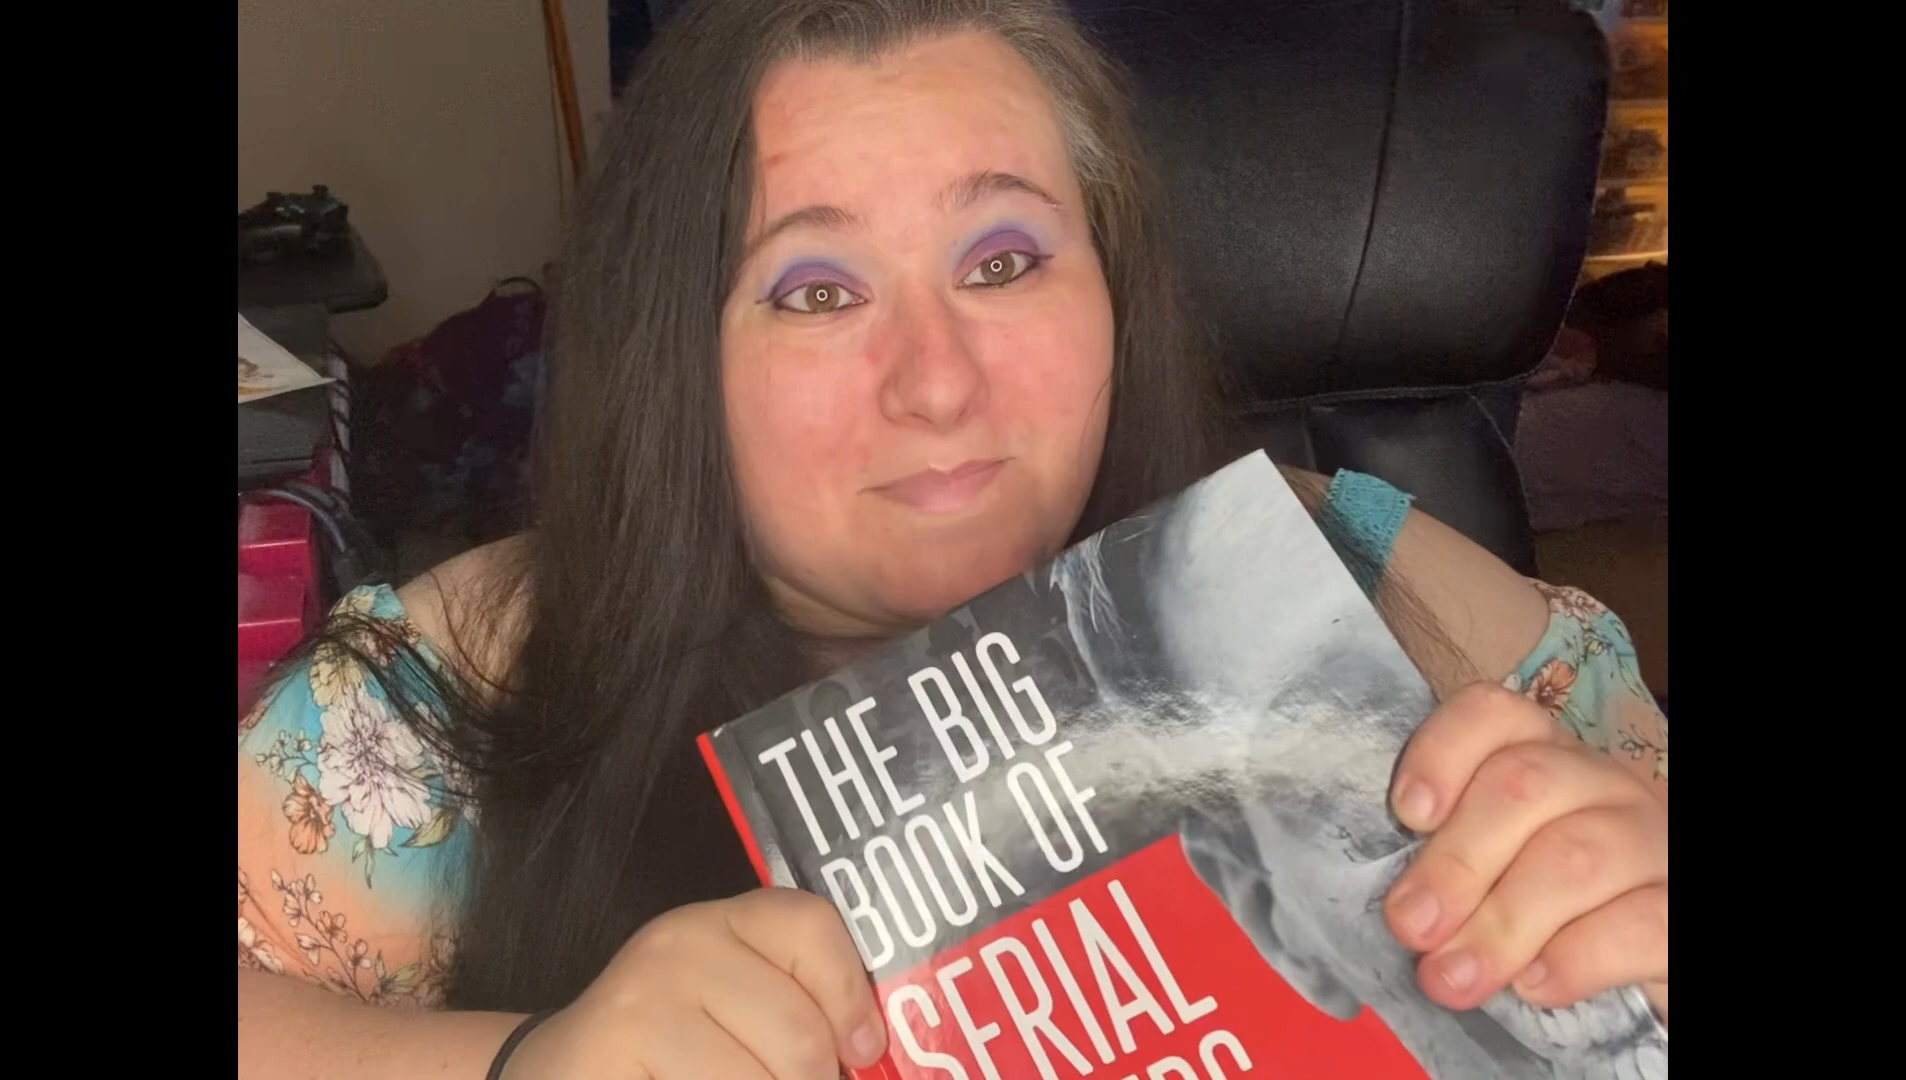 THE BIG
BOOK OF
SERIAL